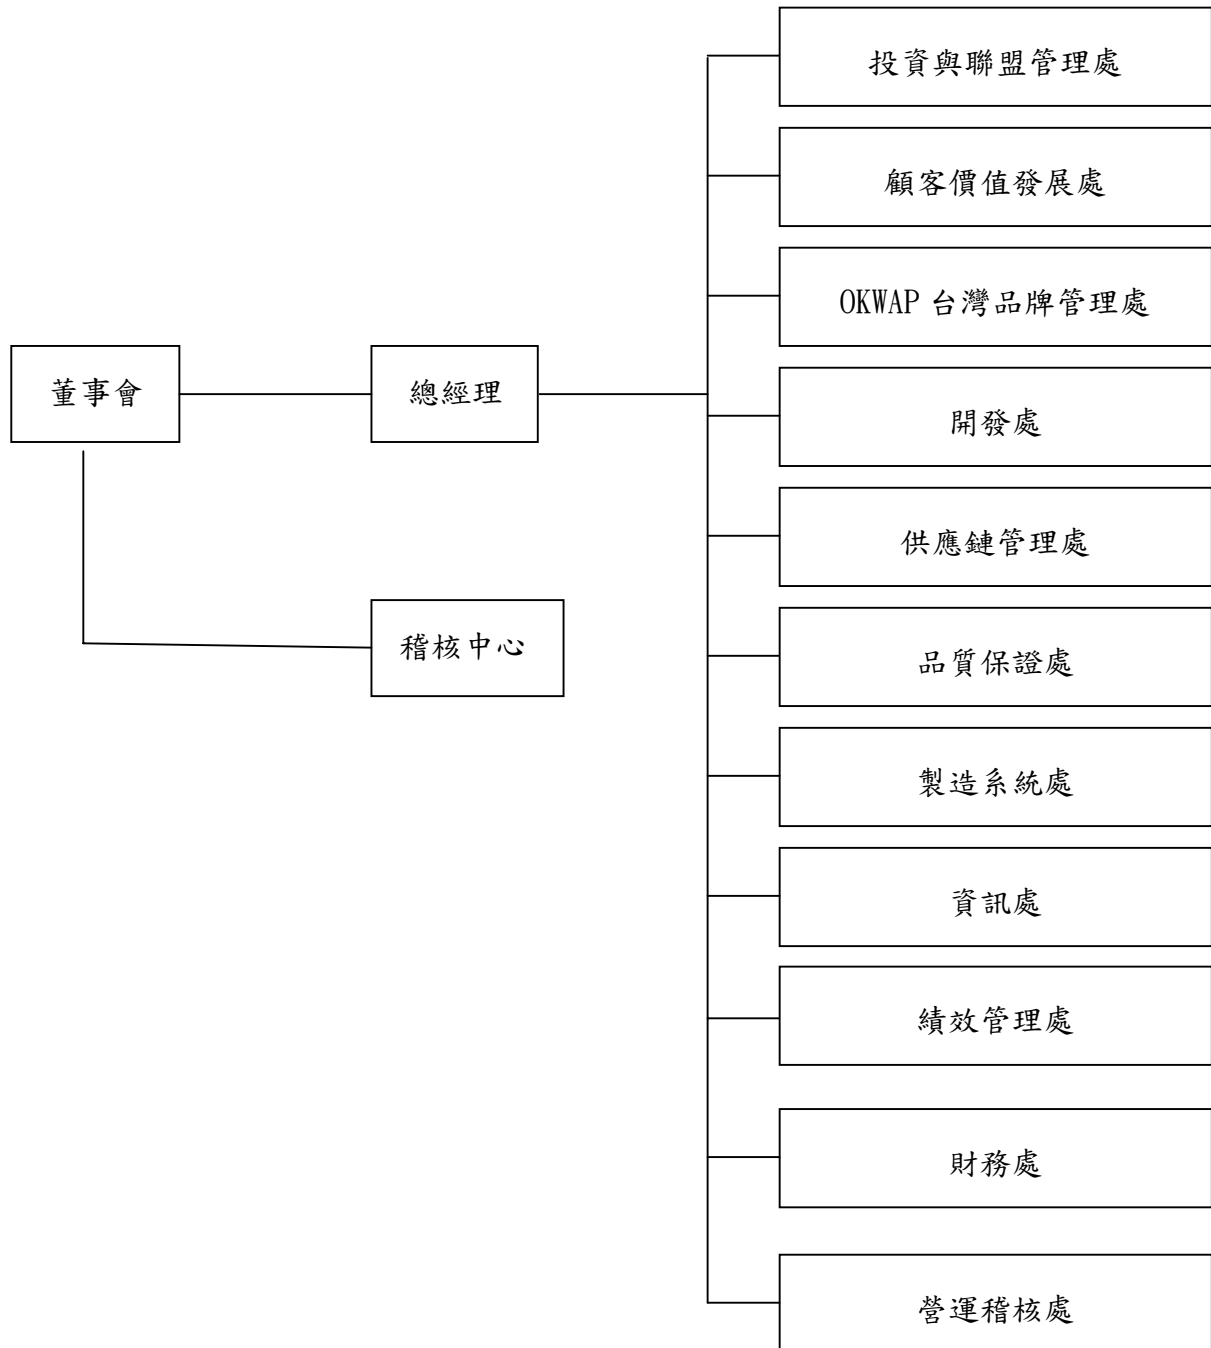 投資與聯盟管理處
顧客價值發展處
OKWAP 台灣品牌管理處
董事會
總經理
開發處
供應鏈管理處
稽核中心
品質保證處
製造系統處
資訊處
績效管理處
財務處
營運稽核處